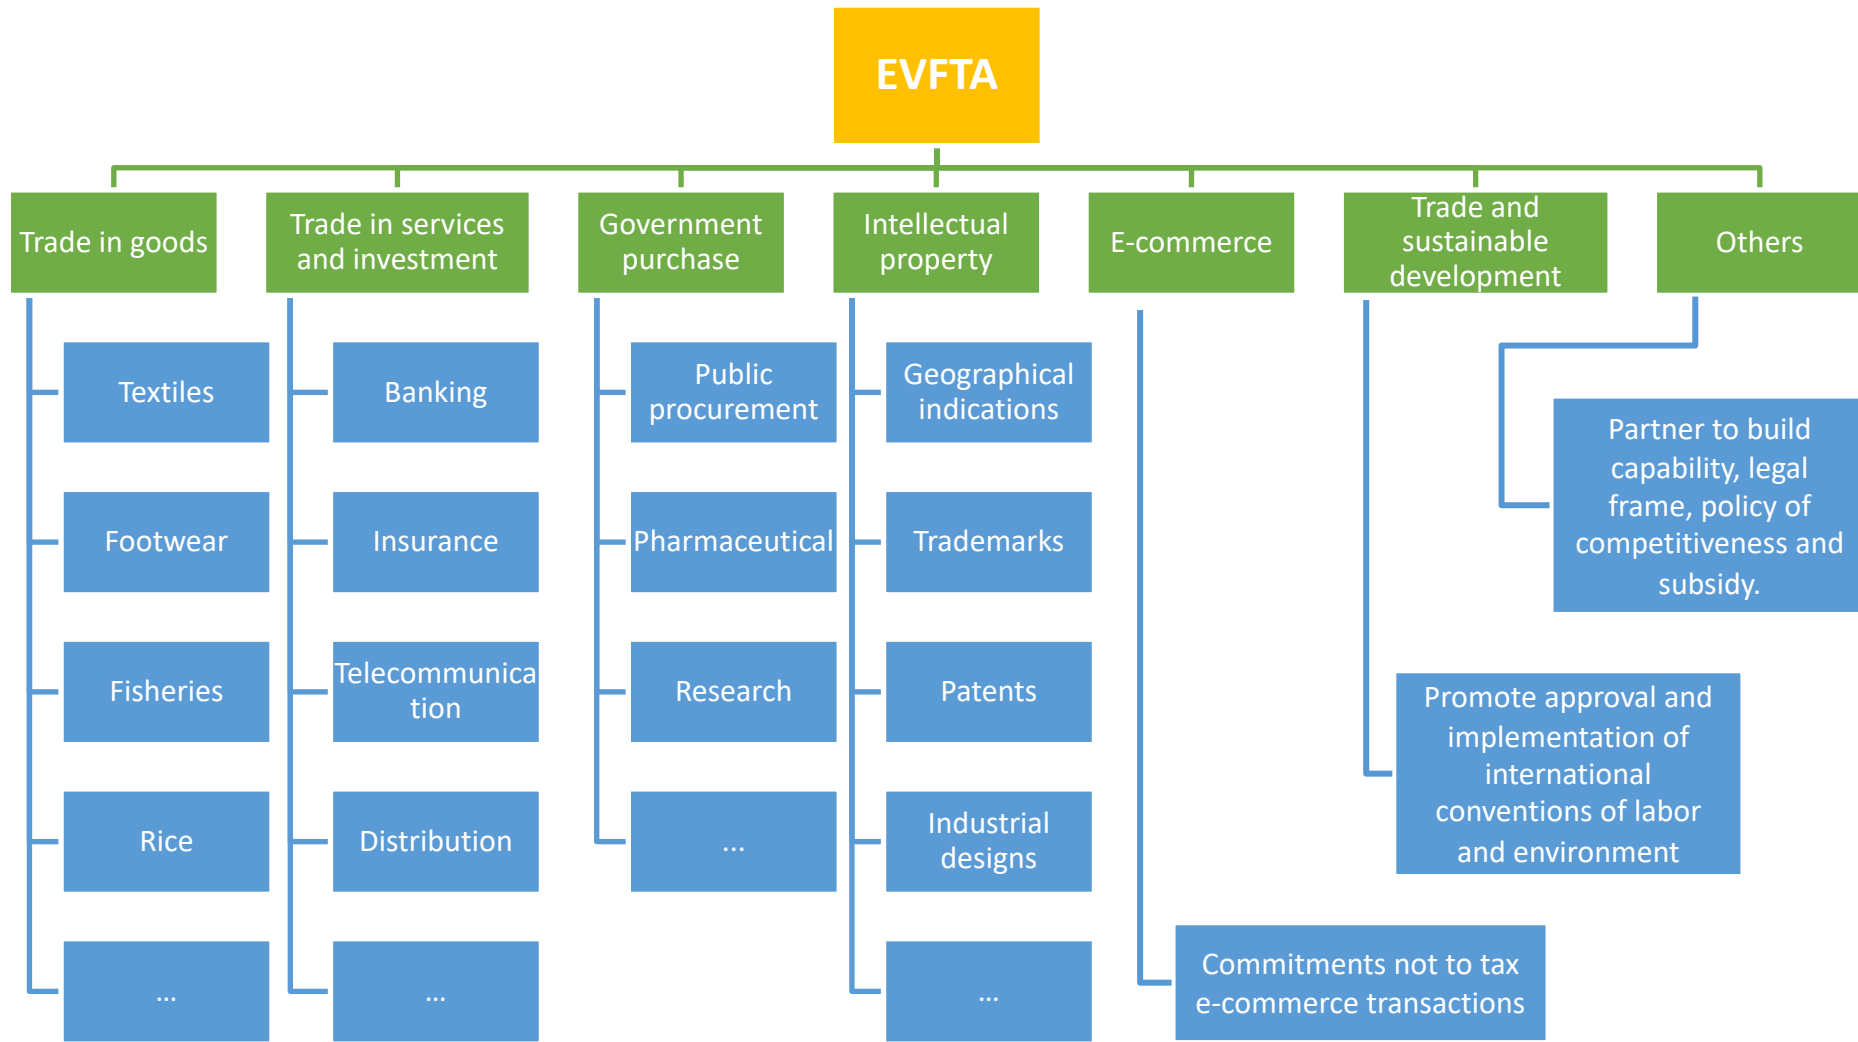 EVFTA
Trade in goods
Textiles
Footwear
Fisheries
Rice
...
Trade in services
and investment
Banking
Insurance
Telecommunica
tion
Distribution
...
Government
purchase
Public
procurement
Pharmaceutical
Research
...
Intellectual
property
Geographical
indications
Trademarks
Patents
Industrial
designs
...
E-commerce
Commitments not to tax
e-commerce transactions
Trade and
sustainable
development
Promote approval and
implementation of
international
conventions of labor
and environment
Others
Partner to build
capability, legal
frame, policy of
competitiveness and
subsidy.